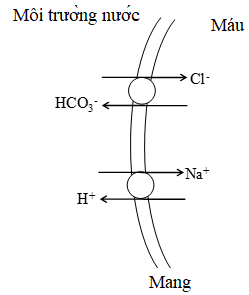 Môi trường nước
Máu
Cl-
HCO₃⁻
Na⁺
H⁺
Mang